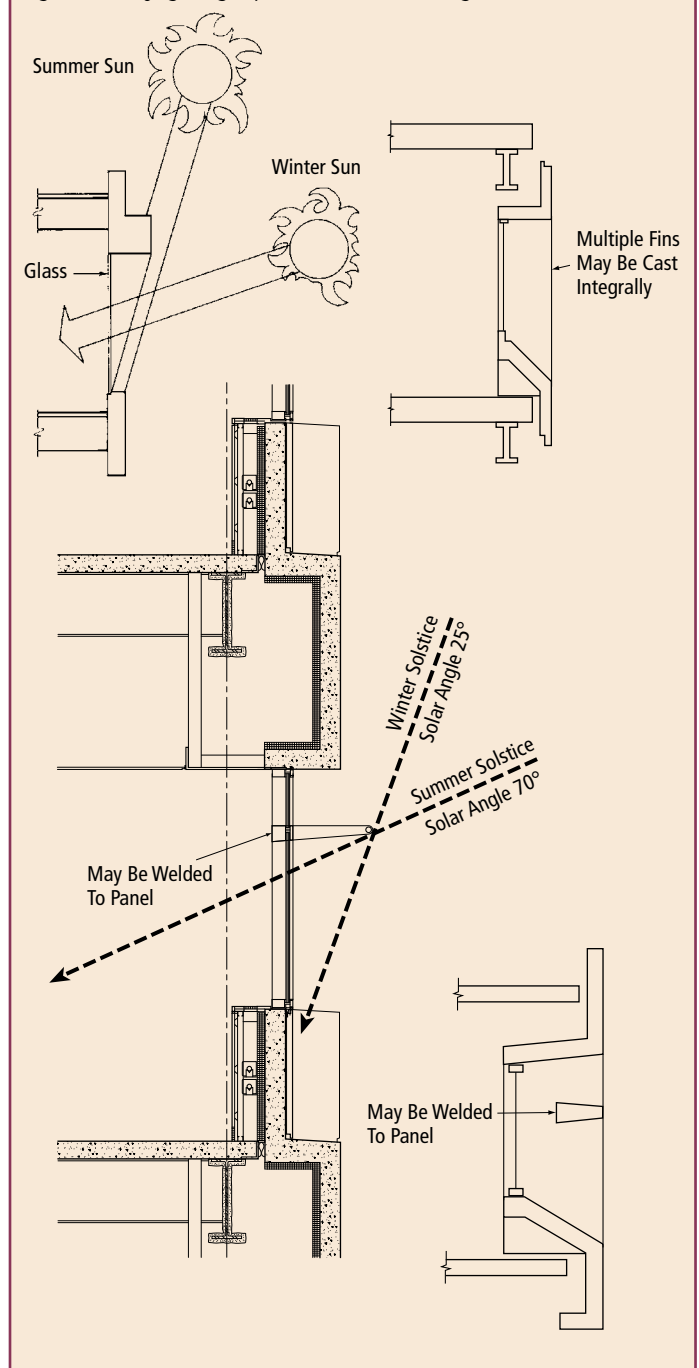 Summer Sun
Winter Sun
Glass
Multiple Fins
May Be Cast
Integrally
Winter Solstice
Solar Angle 25°
Summer Solstice
Solar Angle 70°
May Be Welded
To Panel
May Be Welded
To Panel